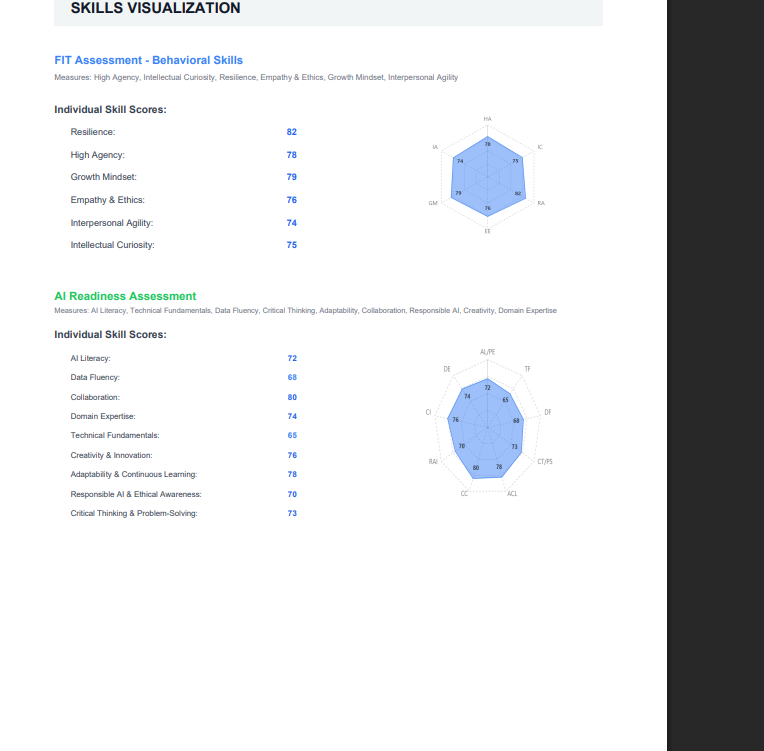 SKILLS VISUALIZATION
FIT Assessment - Behavioral Skills
Measures: High Agency, Intellectual Curiosity, Resilience, Empathy & Ethics, Growth Mindset, Interpersonal Agility
Individual Skill Scores:
Resilience: 82
High Agency: 78
Growth Mindset: 79
Empathy & Ethics: 76
Interpersonal Agility: 74
Intellectual Curiosity: 75
HA
IA 78 IC
74 75
79 82
GM 76 RA
EE
AI Readiness Assessment
Measures: AI Literacy, Technical Fundamentals, Data Fluency, Critical Thinking, Adaptability, Collaboration, Responsible AI, Creativity, Domain Expertise
Individual Skill Scores:
AI Literacy: 72
Data Fluency: 68
Collaboration: 80
Domain Expertise: 74
Technical Fundamentals: 65
Creativity & Innovation: 76
Adaptability & Continuous Learning: 78
Responsible AI & Ethical Awareness: 70
Critical Thinking & Problem-Solving: 73
AL/PE
DE TF
72
74 65
CI DF
76 68
70 73
RAI CT/PS
80 78
CC ACL